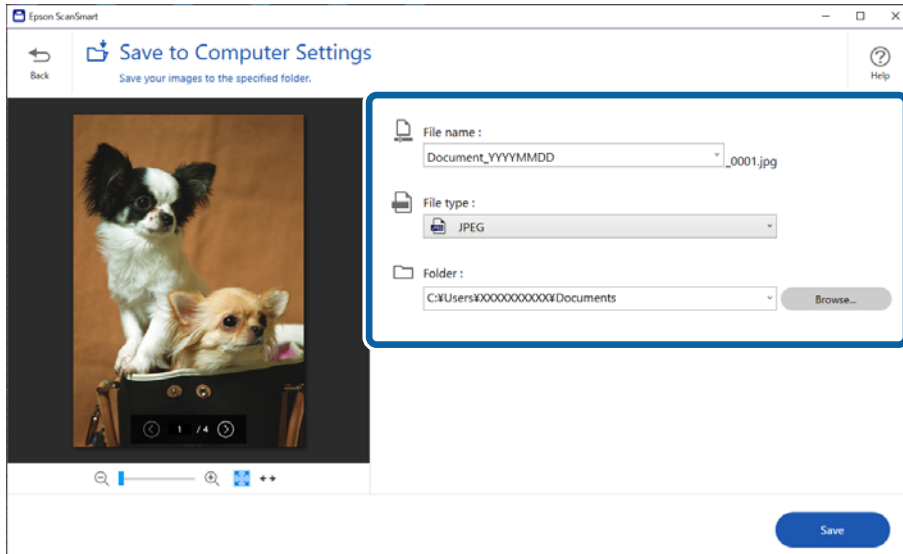 Epson ScanSmart
Back
Save to Computer Settings
Save your images to the specified folder.
Help
File name :
Document_YYYYMMDD
_0001.jpg
File type :
JPEG
Folder :
C:¥Users¥XXXXXXXXXX¥Documents
Browse...
1 / 4
Save